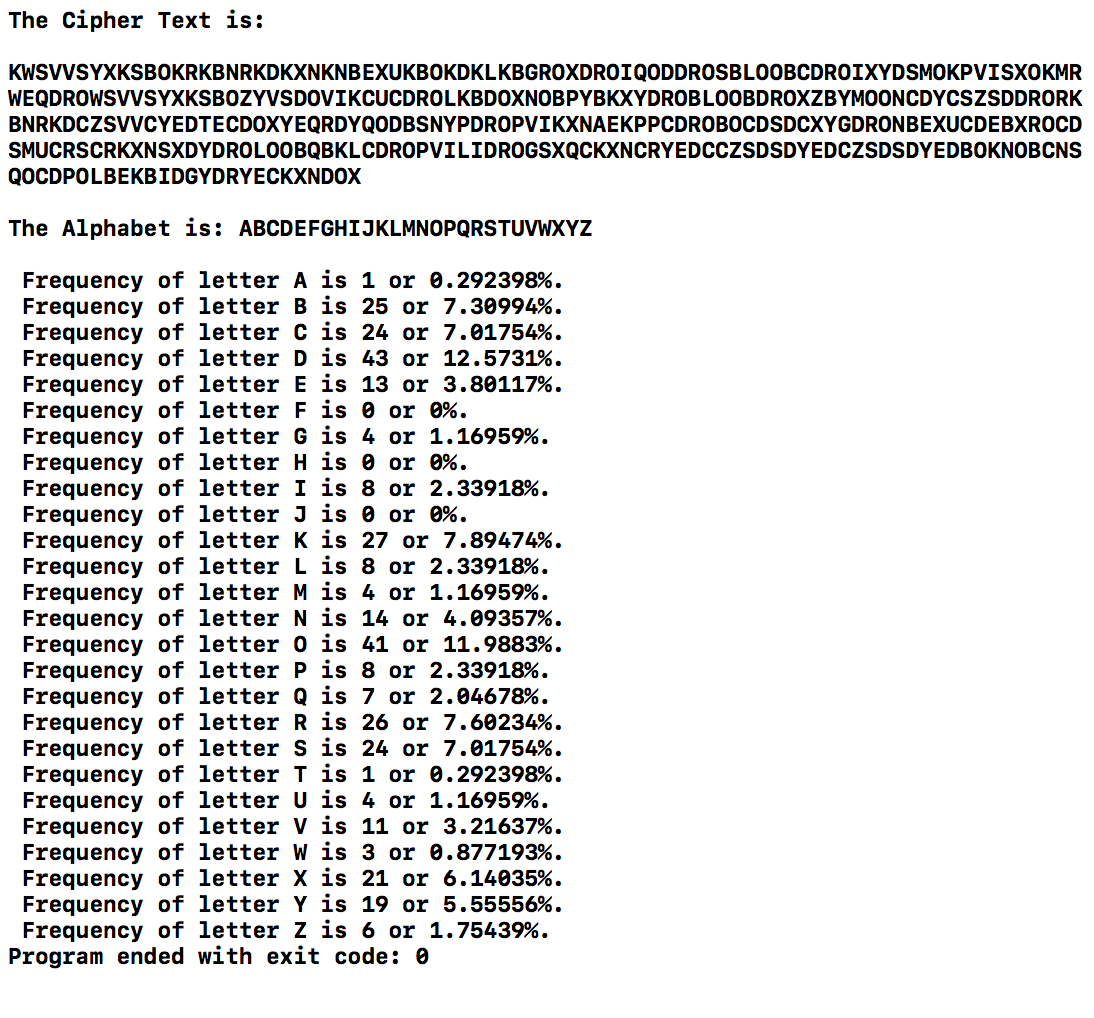 The Cipher Text is:
KWSVVSYXKSBOKRKBNRKDKXNKNBEXUKBOKDKLKBGROXDROIQODDROSBLOOBCDROIXYDSMOKPVISXOKMR
WEQDROWSVVSYXKSBOZYVSDOVIKCUCDROLKBDOXNOBPYBKXYDROBLOOBDROXZBYMOONCDYCSZSDDRORK
BNRKDCZSVVCYEDTECDOXYEQRDYQODBSNYPDROPVIKXNAEKPPCDROBOCDSDCXYGDRONBEXUCDEBXROCD
SMUCRSCRKXNSXDYDROLOOBQBKLCDROPVILIDROGSXQCKXNCRYEDCCZSDSDYEDCZSDSDYEDBOKNOBCNS
QOCDPOLBEKBIDGYDRYECKXNDOX
The Alphabet is: ABCDEFGHIJKLMNOPQRSTUVWXYZ
Frequency of letter A is 1 or 0.292398%.
Frequency of letter B is 25 or 7.30994%.
Frequency of letter C is 24 or 7.01754%.
Frequency of letter D is 43 or 12.5731%.
Frequency of letter E is 13 or 3.80117%.
Frequency of letter F is 0 or 0%.
Frequency of letter G is 4 or 1.16959%.
Frequency of letter H is 0 or 0%.
Frequency of letter I is 8 or 2.33918%.
Frequency of letter J is 0 or 0%.
Frequency of letter K is 27 or 7.89474%.
Frequency of letter L is 8 or 2.33918%.
Frequency of letter M is 4 or 1.16959%.
Frequency of letter N is 14 or 4.09357%.
Frequency of letter O is 41 or 11.9883%.
Frequency of letter P is 8 or 2.33918%.
Frequency of letter Q is 7 or 2.04678%.
Frequency of letter R is 26 or 7.60234%.
Frequency of letter S is 24 or 7.01754%.
Frequency of letter T is 1 or 0.292398%.
Frequency of letter U is 4 or 1.16959%.
Frequency of letter V is 11 or 3.21637%.
Frequency of letter W is 3 or 0.877193%.
Frequency of letter X is 21 or 6.14035%.
Frequency of letter Y is 19 or 5.55556%.
Frequency of letter Z is 6 or 1.75439%.
Program ended with exit code: 0